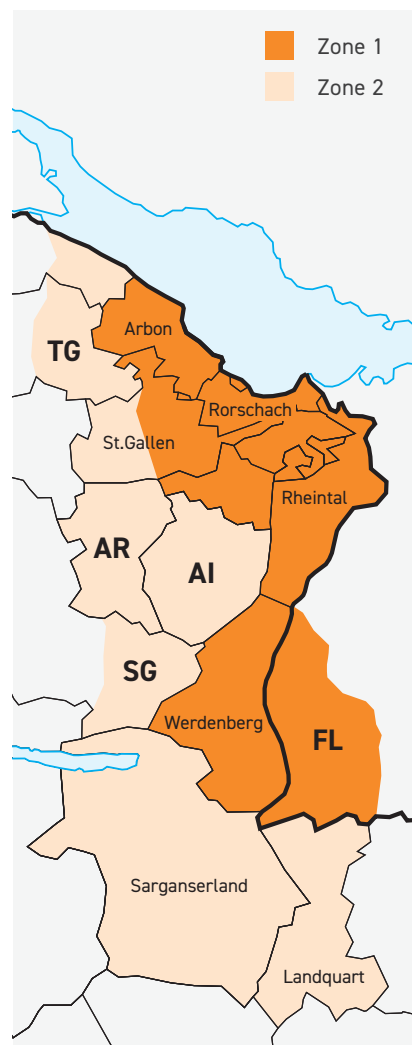 Zone 1
Zone 2
Arbon
TG
Rorschach
St.Gallen
Rheintal
AR
AI
SG
Werdenberg
FL
Sarganserland
Landquart